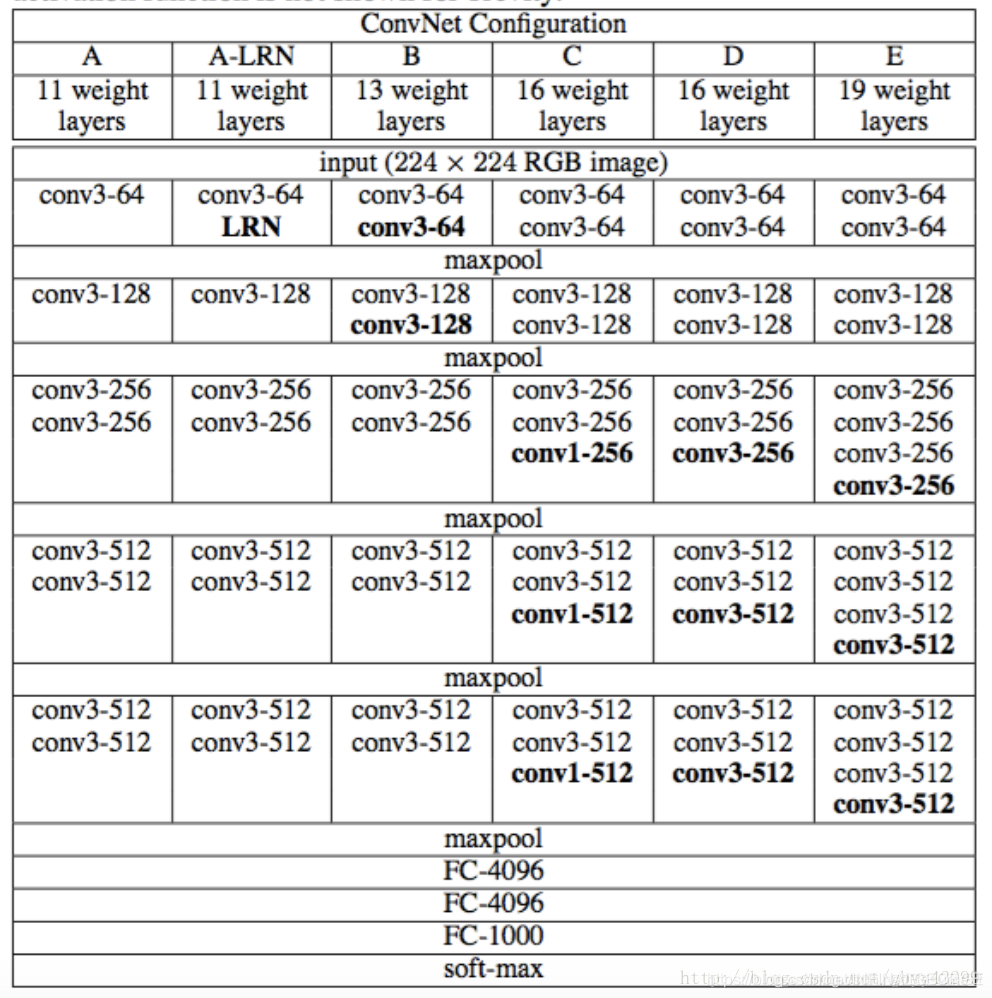 ConvNet Configuration
A A-LRN B C D E
11 weight layers 11 weight layers 13 weight layers 16 weight layers 16 weight layers 19 weight layers
input (224 × 224 RGB image)
conv3-64 conv3-64 conv3-64 conv3-64 conv3-64 conv3-64
LRN conv3-64 conv3-64 conv3-64 conv3-64
maxpool
conv3-128 conv3-128 conv3-128 conv3-128 conv3-128 conv3-128
conv3-128 conv3-128 conv3-128 conv3-128
maxpool
conv3-256 conv3-256 conv3-256 conv3-256 conv3-256 conv3-256
conv3-256 conv3-256 conv3-256 conv3-256 conv3-256 conv3-256
conv1-256 conv3-256 conv3-256
conv3-256
maxpool
conv3-512 conv3-512 conv3-512 conv3-512 conv3-512 conv3-512
conv3-512 conv3-512 conv3-512 conv3-512 conv3-512 conv3-512
conv1-512 conv3-512 conv3-512
conv3-512
maxpool
conv3-512 conv3-512 conv3-512 conv3-512 conv3-512 conv3-512
conv3-512 conv3-512 conv3-512 conv3-512 conv3-512 conv3-512
conv1-512 conv3-512 conv3-512
conv3-512
maxpool
FC-4096
FC-4096
FC-1000
soft-max